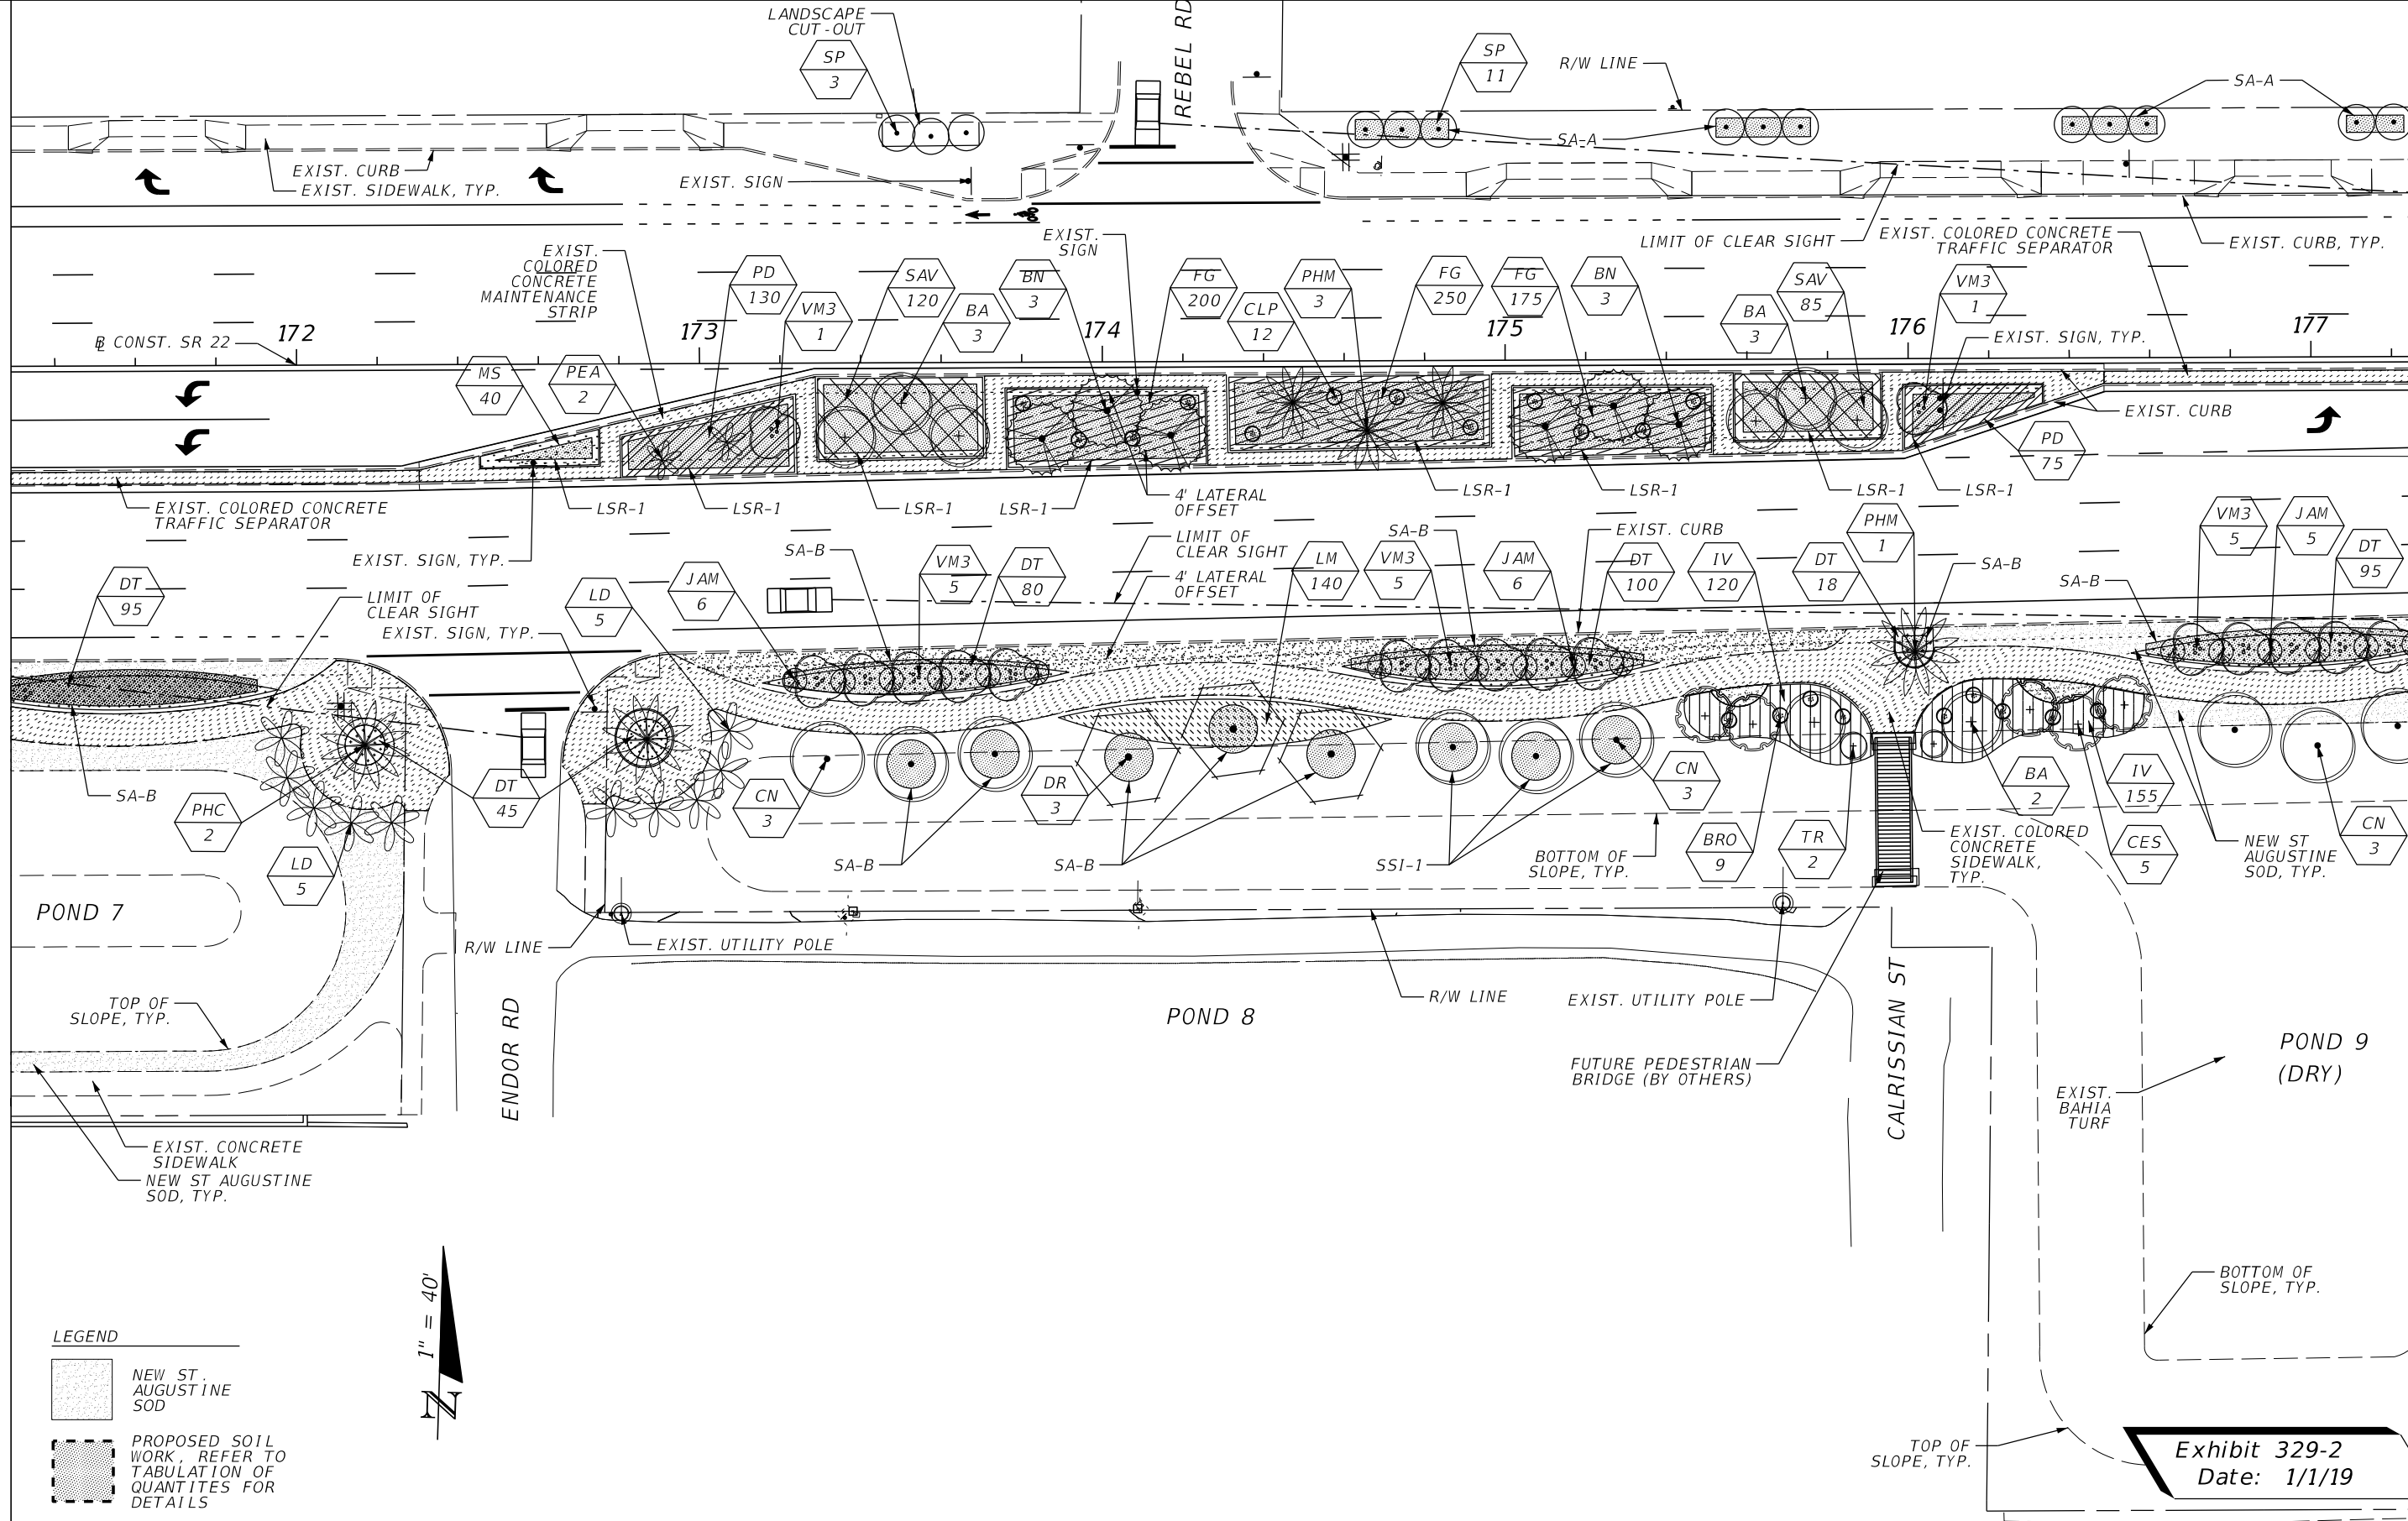 LANDSCAPE
CUT-OUT
SP
3
REBEL RD
SP
11
R/W LINE
SA-A
SA-A
EXIST. CURB
EXIST. SIDEWALK, TYP.
EXIST. SIGN
EXIST.
SIGN
LIMIT OF CLEAR SIGHT
EXIST. COLORED CONCRETE
TRAFFIC SEPARATOR
EXIST. CURB, TYP.
EXIST.
COLORED
CONCRETE
MAINTENANCE
STRIP
PD
130
VM3
1
SAV
120
BA
3
BN
3
FG
200
CLP
12
PHM
3
FG
250
FG
175
BN
3
BA
3
SAV
85
VM3
1
EXIST. SIGN, TYP.
172
173
174
175
176
177
B CONST. SR 22
MS
40
PEA
2
EXIST. CURB
PD
75
EXIST. COLORED CONCRETE
TRAFFIC SEPARATOR
LSR-1
LSR-1
LSR-1
LSR-1
4' LATERAL
OFFSET
LSR-1
LSR-1
LSR-1
LSR-1
EXIST. SIGN, TYP.
SA-B
LIMIT OF
CLEAR SIGHT
4' LATERAL
OFFSET
SA-B
EXIST. CURB
PHM
1
SA-B
SA-B
VM3
5
JAM
5
DT
95
DT
95
LIMIT OF
CLEAR SIGHT
EXIST. SIGN, TYP.
LD
5
JAM
6
VM3
5
DT
80
LM
140
VM3
5
JAM
6
DT
100
IV
120
DT
18
SA-B
PHC
2
LD
5
DT
45
CN
3
DR
3
CN
3
SA-B
SA-B
SSI-1
BOTTOM OF
SLOPE, TYP.
BRO
9
TR
2
BA
2
IV
155
CES
5
EXIST. COLORED
CONCRETE
SIDEWALK,
TYP.
NEW ST
AUGUSTINE
SOD, TYP.
CN
3
POND 7
R/W LINE
EXIST. UTILITY POLE
TOP OF
SLOPE, TYP.
ENDOR RD
POND 8
R/W LINE
EXIST. UTILITY POLE
FUTURE PEDESTRIAN
BRIDGE (BY OTHERS)
CALRISSIAN ST
POND 9
(DRY)
EXIST.
BAHIA
TURF
EXIST. CONCRETE
SIDEWALK
NEW ST AUGUSTINE
SOD, TYP.
BOTTOM OF
SLOPE, TYP.
TOP OF
SLOPE, TYP.
1" = 40'
N
LEGEND
NEW ST.
AUGUSTINE
SOD
PROPOSED SOIL
WORK, REFER TO
TABULATION OF
QUANTITES FOR
DETAILS
Exhibit 329-2
Date: 1/1/19